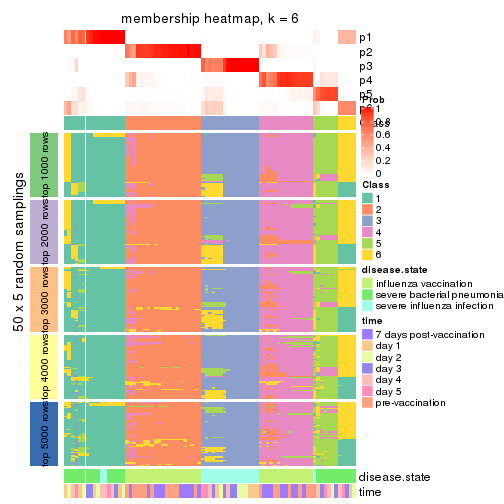 membership heatmap, k = 6
p1
p2
p3
p4
p5
Prob
1
0.8
0.6
0.4
0.2
0
Class
1
2
3
4
5
6
disease.state
influenza vaccination
severe bacterial pneumonia
severe influenza infection
time
7 days post-vaccination
day 1
day 2
day 3
day 4
day 5
pre-vaccination
50 x 5 random samplings
top 1000 rows
top 2000 rows
top 3000 rows
top 4000 rows
top 5000 rows
disease.state
time